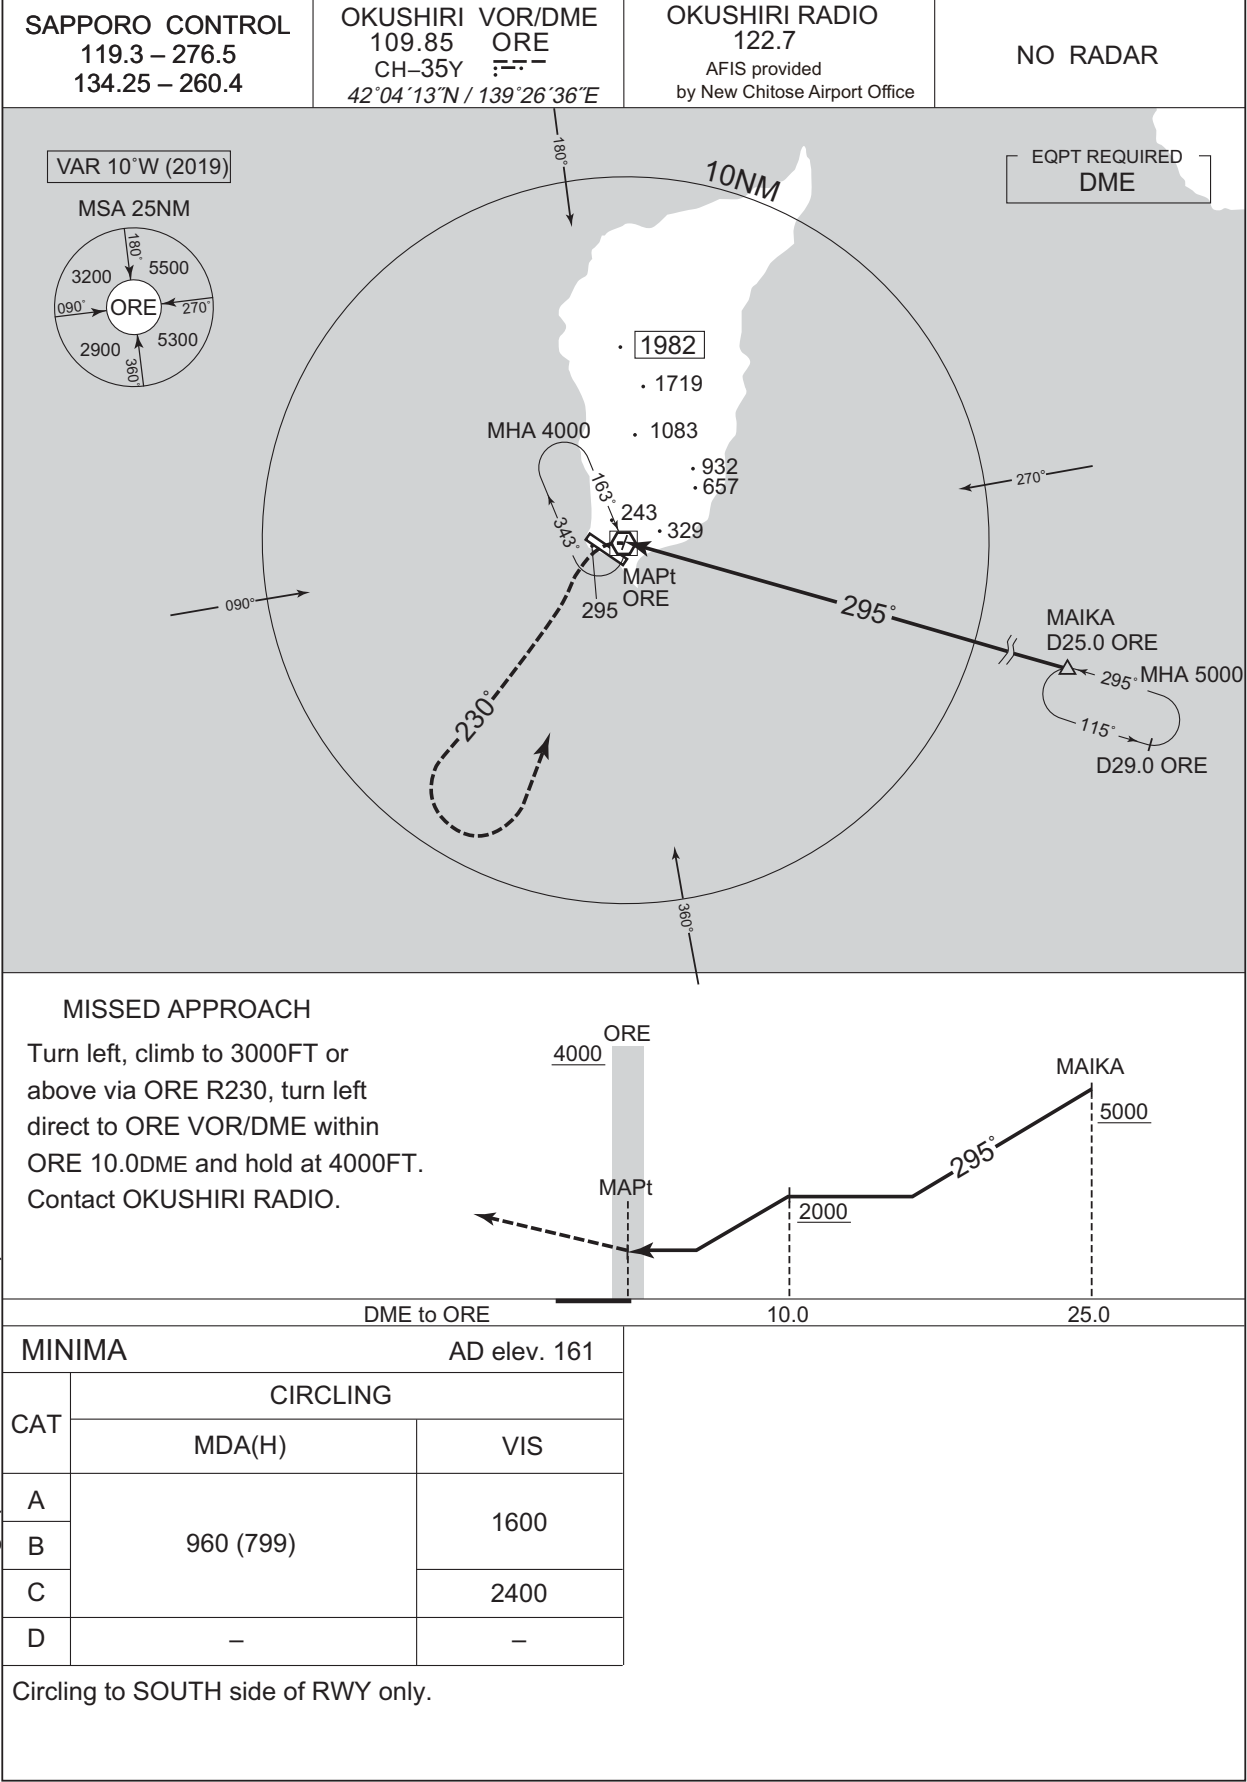 SAPPORO CONTROL
119.3 – 276.5
134.25 – 260.4
OKUSHIRI VOR/DME
109.85 ORE
CH–35Y
42°04´13˝N / 139°26´36˝E
OKUSHIRI RADIO
122.7
AFIS provided
by New Chitose Airport Office
NO RADAR
VAR 10°W (2019)
MSA 25NM
180°
3200
5500
090°
ORE
270°
2900
5300
360°
180°
10NM
EQPT REQUIRED
DME
1982
1719
MHA 4000
1083
932
657
270°
163°
343°
243
329
MAPt
ORE
295
090°
295°
MAIKA
D25.0 ORE
295°
MHA 5000
115°
D29.0 ORE
230°
360°
MISSED APPROACH
Turn left, climb to 3000FT or
above via ORE R230, turn left
direct to ORE VOR/DME within
ORE 10.0DME and hold at 4000FT.
Contact OKUSHIRI RADIO.
ORE
4000
MAIKA
5000
295°
MAPt
2000
DME to ORE
10.0
25.0
MINIMA
AD elev. 161
CAT
CIRCLING
MDA(H)
VIS
A
960 (799)
1600
B
C
2400
D
–
–
Circling to SOUTH side of RWY only.